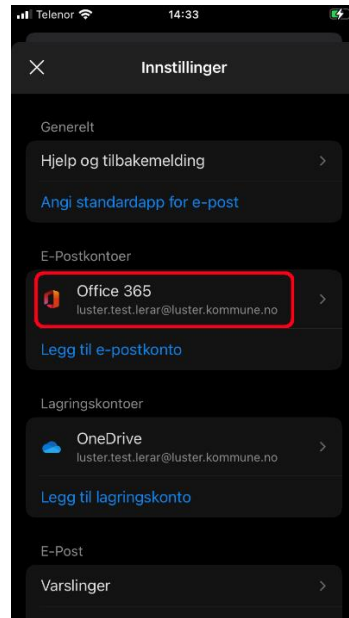 Telenor 14:33
Innstillinger
Generelt
Hjelp og tilbakemelding
Angi standardapp for e-post
E-Postkontoer
Office 365
luster.test.lerar@luster.kommune.no
Legg til e-postkonto
Lagringskontoer
OneDrive
luster.test.lerar@luster.kommune.no
Legg til lagringskonto
E-Post
Varslinger